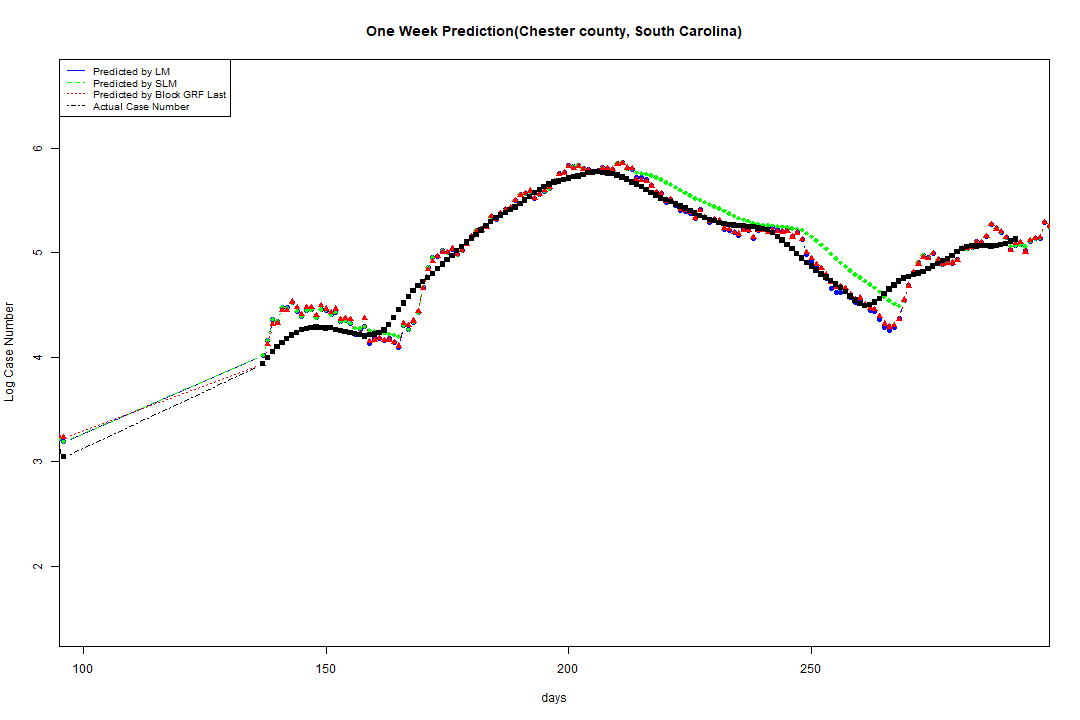 One Week Prediction(Chester county, South Carolina)
Predicted by LM
Predicted by SLM
Predicted by Block GRF Last
Actual Case Number
6
5
4
3
2
Log Case Number
100 150 200 250
days